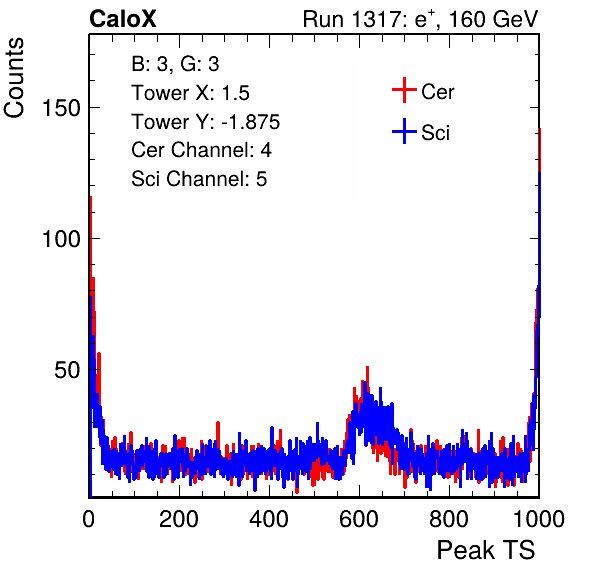 CaloX Run 1317: e+, 160 GeV
Counts
B: 3, G: 3
Tower X: 1.5
Tower Y: -1.875
Cer Channel: 4
Sci Channel: 5
Cer
Sci
150
100
50
0 200 400 600 800 1000
Peak TS